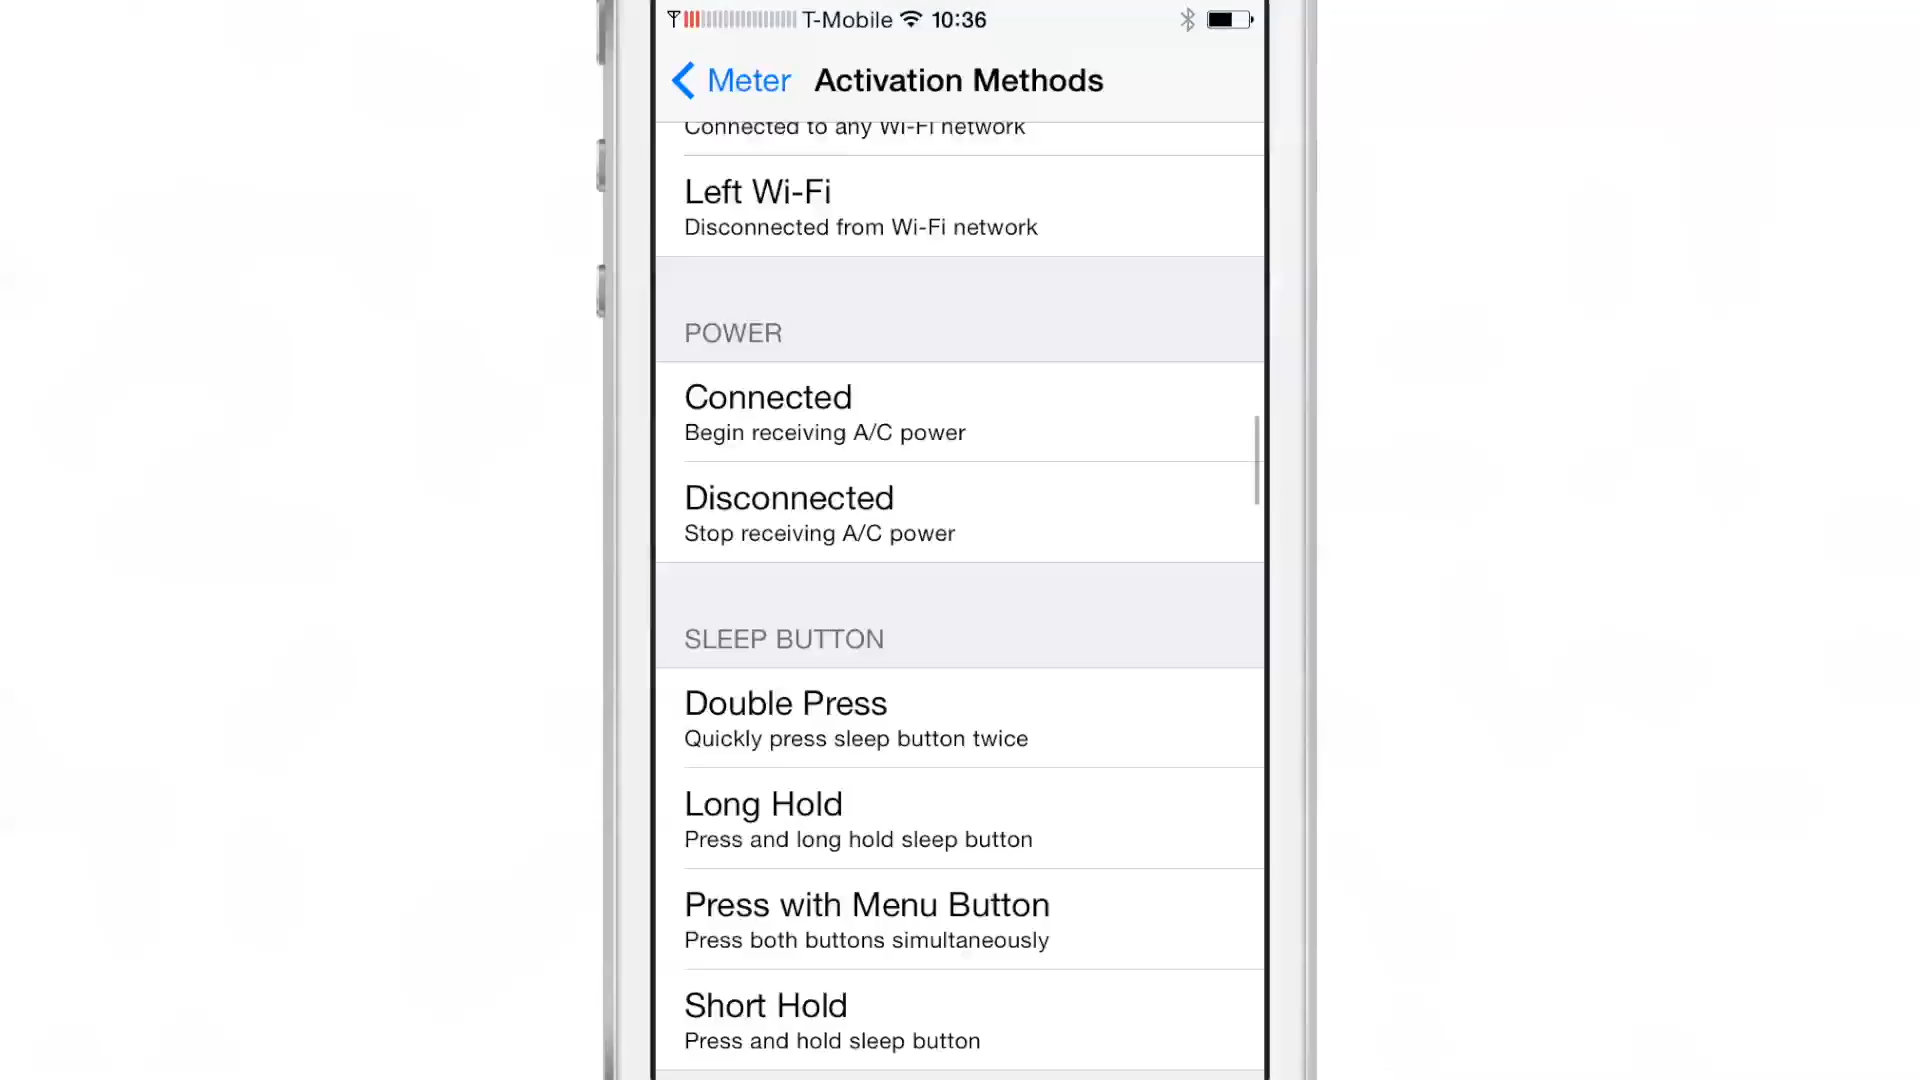 T-Mobile 10:36
Meter Activation Methods
Connected to any Wi-Fi network
Left Wi-Fi
Disconnected from Wi-Fi network
POWER
Connected
Begin receiving A/C power
Disconnected
Stop receiving A/C power
SLEEP BUTTON
Double Press
Quickly press sleep button twice
Long Hold
Press and long hold sleep button
Press with Menu Button
Press both buttons simultaneously
Short Hold
Press and hold sleep button